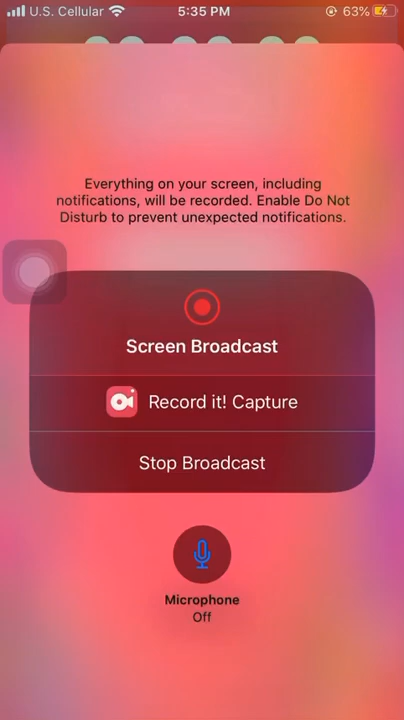 U.S. Cellular 5:35 PM 63%
Everything on your screen, including
notifications, will be recorded. Enable Do Not
Disturb to prevent unexpected notifications.
Screen Broadcast
Record it! Capture
Stop Broadcast
Microphone
Off